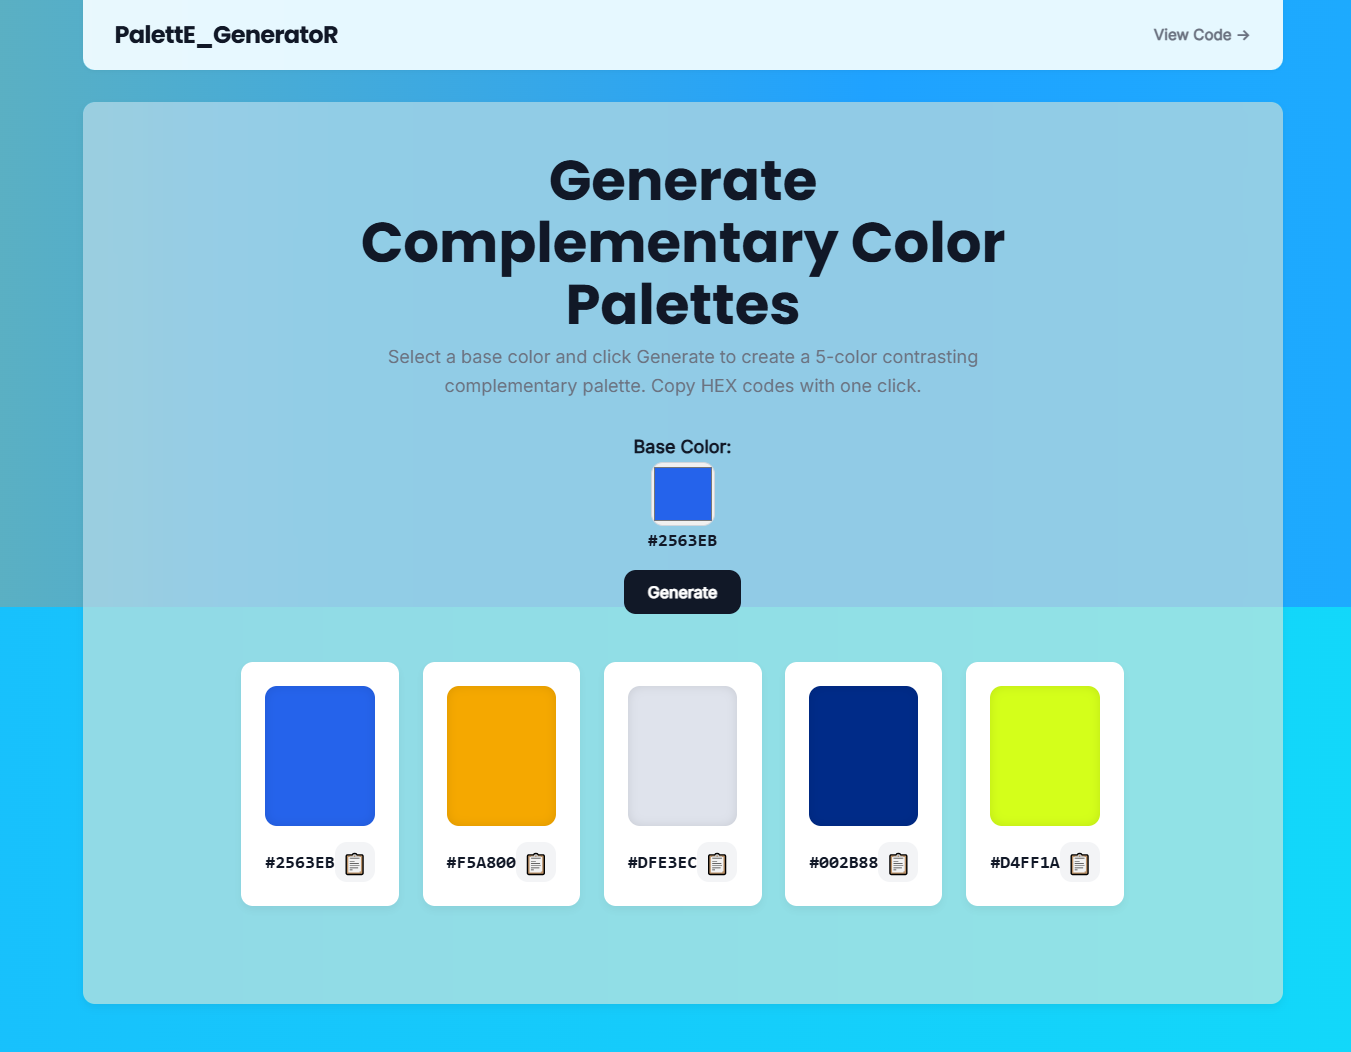 PalettE_GeneratoR
View Code →
Generate
Complementary Color
Palettes
Select a base color and click Generate to create a 5-color contrasting
complementary palette. Copy HEX codes with one click.
Base Color:
#2563EB
Generate
#2563EB
#F5A800
#DFE3EC
#002B88
#D4FF1A